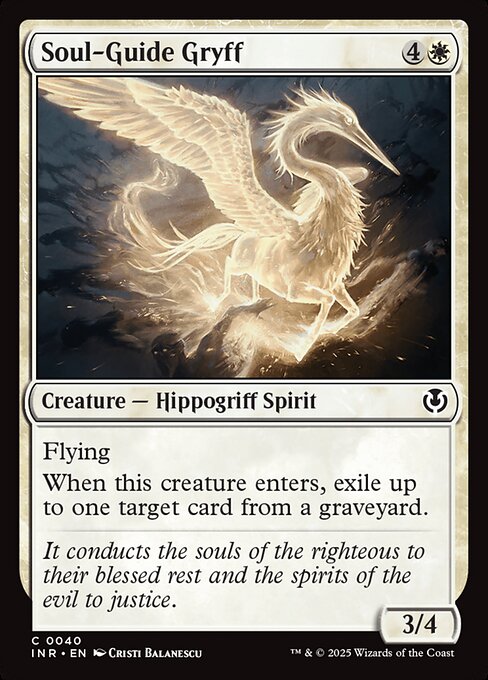 Soul-Guide Gryff 4
Creature — Hippogriff Spirit
Flying
When this creature enters, exile up
to one target card from a graveyard.
It conducts the souls of the righteous to
their blessed rest and the spirits of the
evil to justice.
3/4
C 0040
INR • EN Cristi Balanescu
™ & © 2025 Wizards of the Coast